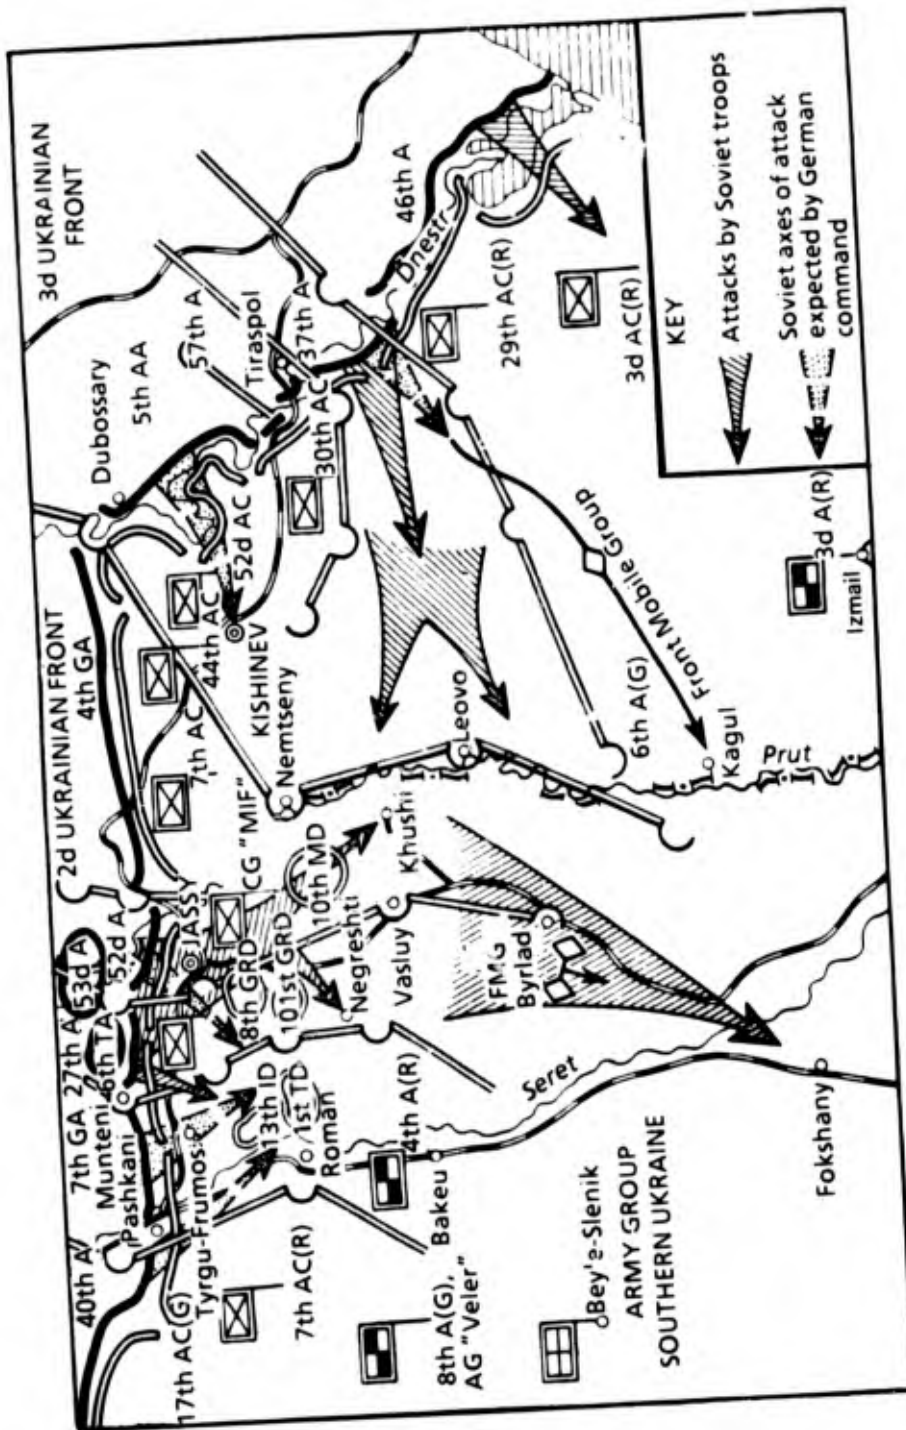 3d UKRAINIAN
FRONT
2d UKRAINIAN FRONT
4th GA
Dubossary
5th AA
57th A
Tiraspol
37th A
46th A
Dnestr
30th AC
52d AC
44th AC
7th AC
KISHINEV
Nemtseny
29th AC(R)
3d AC(R)
KEY
Attacks by Soviet troops
Soviet axes of attack
expected by German
command
40th A
7th GA
27th A
53d A
Munteni
6th TA
52d A
Pashkani
17th AC(G)
Tyrgu-Frumos
JASSY
CG "MIF"
8th GRD
101st GRD
10th MD
13th ID
1st TD
Roman
Negreshti
Vasluy
Khushi
Leovo
6th A(G)
Front Mobile Group
Kagul
Prut
3d A(R)
Izmail
FMG
Byrlad
7th AC(R)
4th A(R)
Bakeu
Seret
8th A(G),
AG "Veler"
ARMY GROUP
SOUTHERN UKRAINE
Fokshany